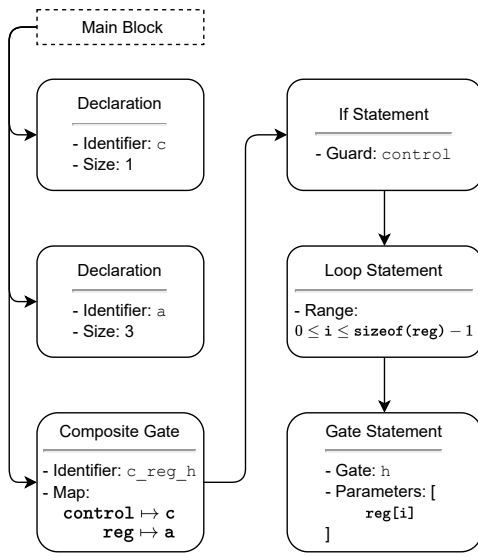 Main Block
Declaration
- Identifier: c
- Size: 1
Declaration
- Identifier: a
- Size: 3
Composite Gate
- Identifier: c_reg_h
- Map:
control ↦ c
reg ↦ a
If Statement
- Guard: control
Loop Statement
- Range:
0 ≤ i ≤ sizeof(reg) − 1
Gate Statement
- Gate: h
- Parameters: [
reg[i]
]